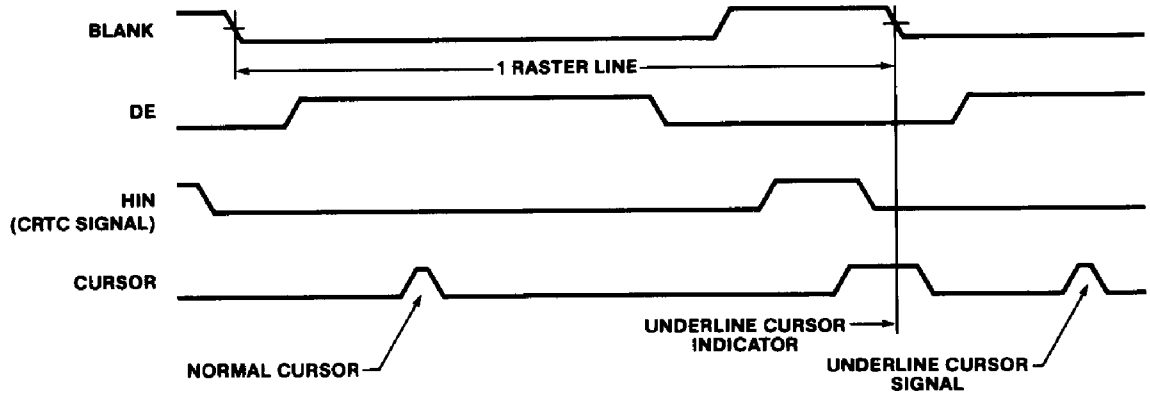 BLANK
1 RASTER LINE
DE
HIN
(CRTC SIGNAL)
CURSOR
NORMAL CURSOR
UNDERLINE CURSOR
INDICATOR
UNDERLINE CURSOR
SIGNAL